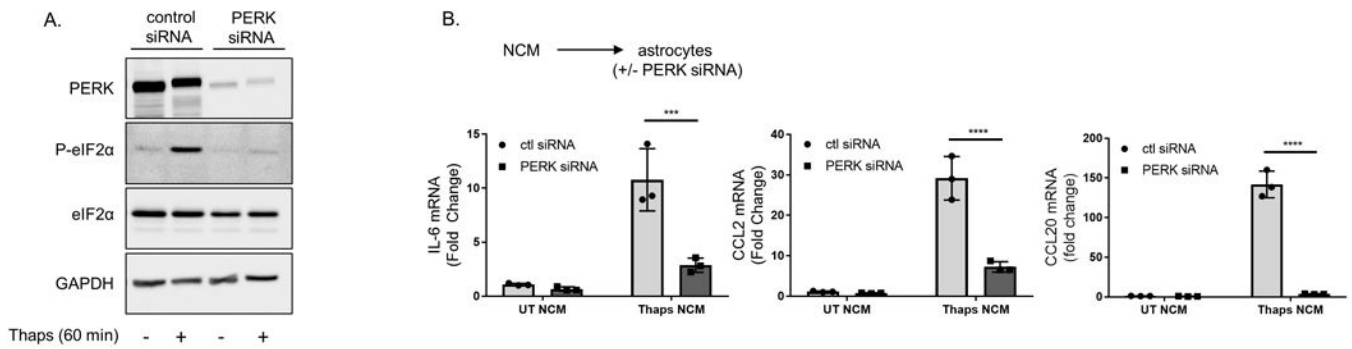 A.
control siRNA
PERK siRNA
PERK
P-eIF2α
eIF2α
GAPDH
Thaps (60 min) - + - +
B.
NCM astrocytes
(+/- PERK siRNA)
IL-6 mRNA
(Fold Change)
15
10
5
0
ctl siRNA
PERK siRNA
***
UT NCM
Thaps NCM
CCL2 mRNA
(Fold Change)
40
30
20
10
0
ctl siRNA
PERK siRNA
****
UT NCM
Thaps NCM
CCL20 mRNA
(fold change)
200
150
100
50
0
ctl siRNA
PERK siRNA
****
UT NCM
Thaps NCM